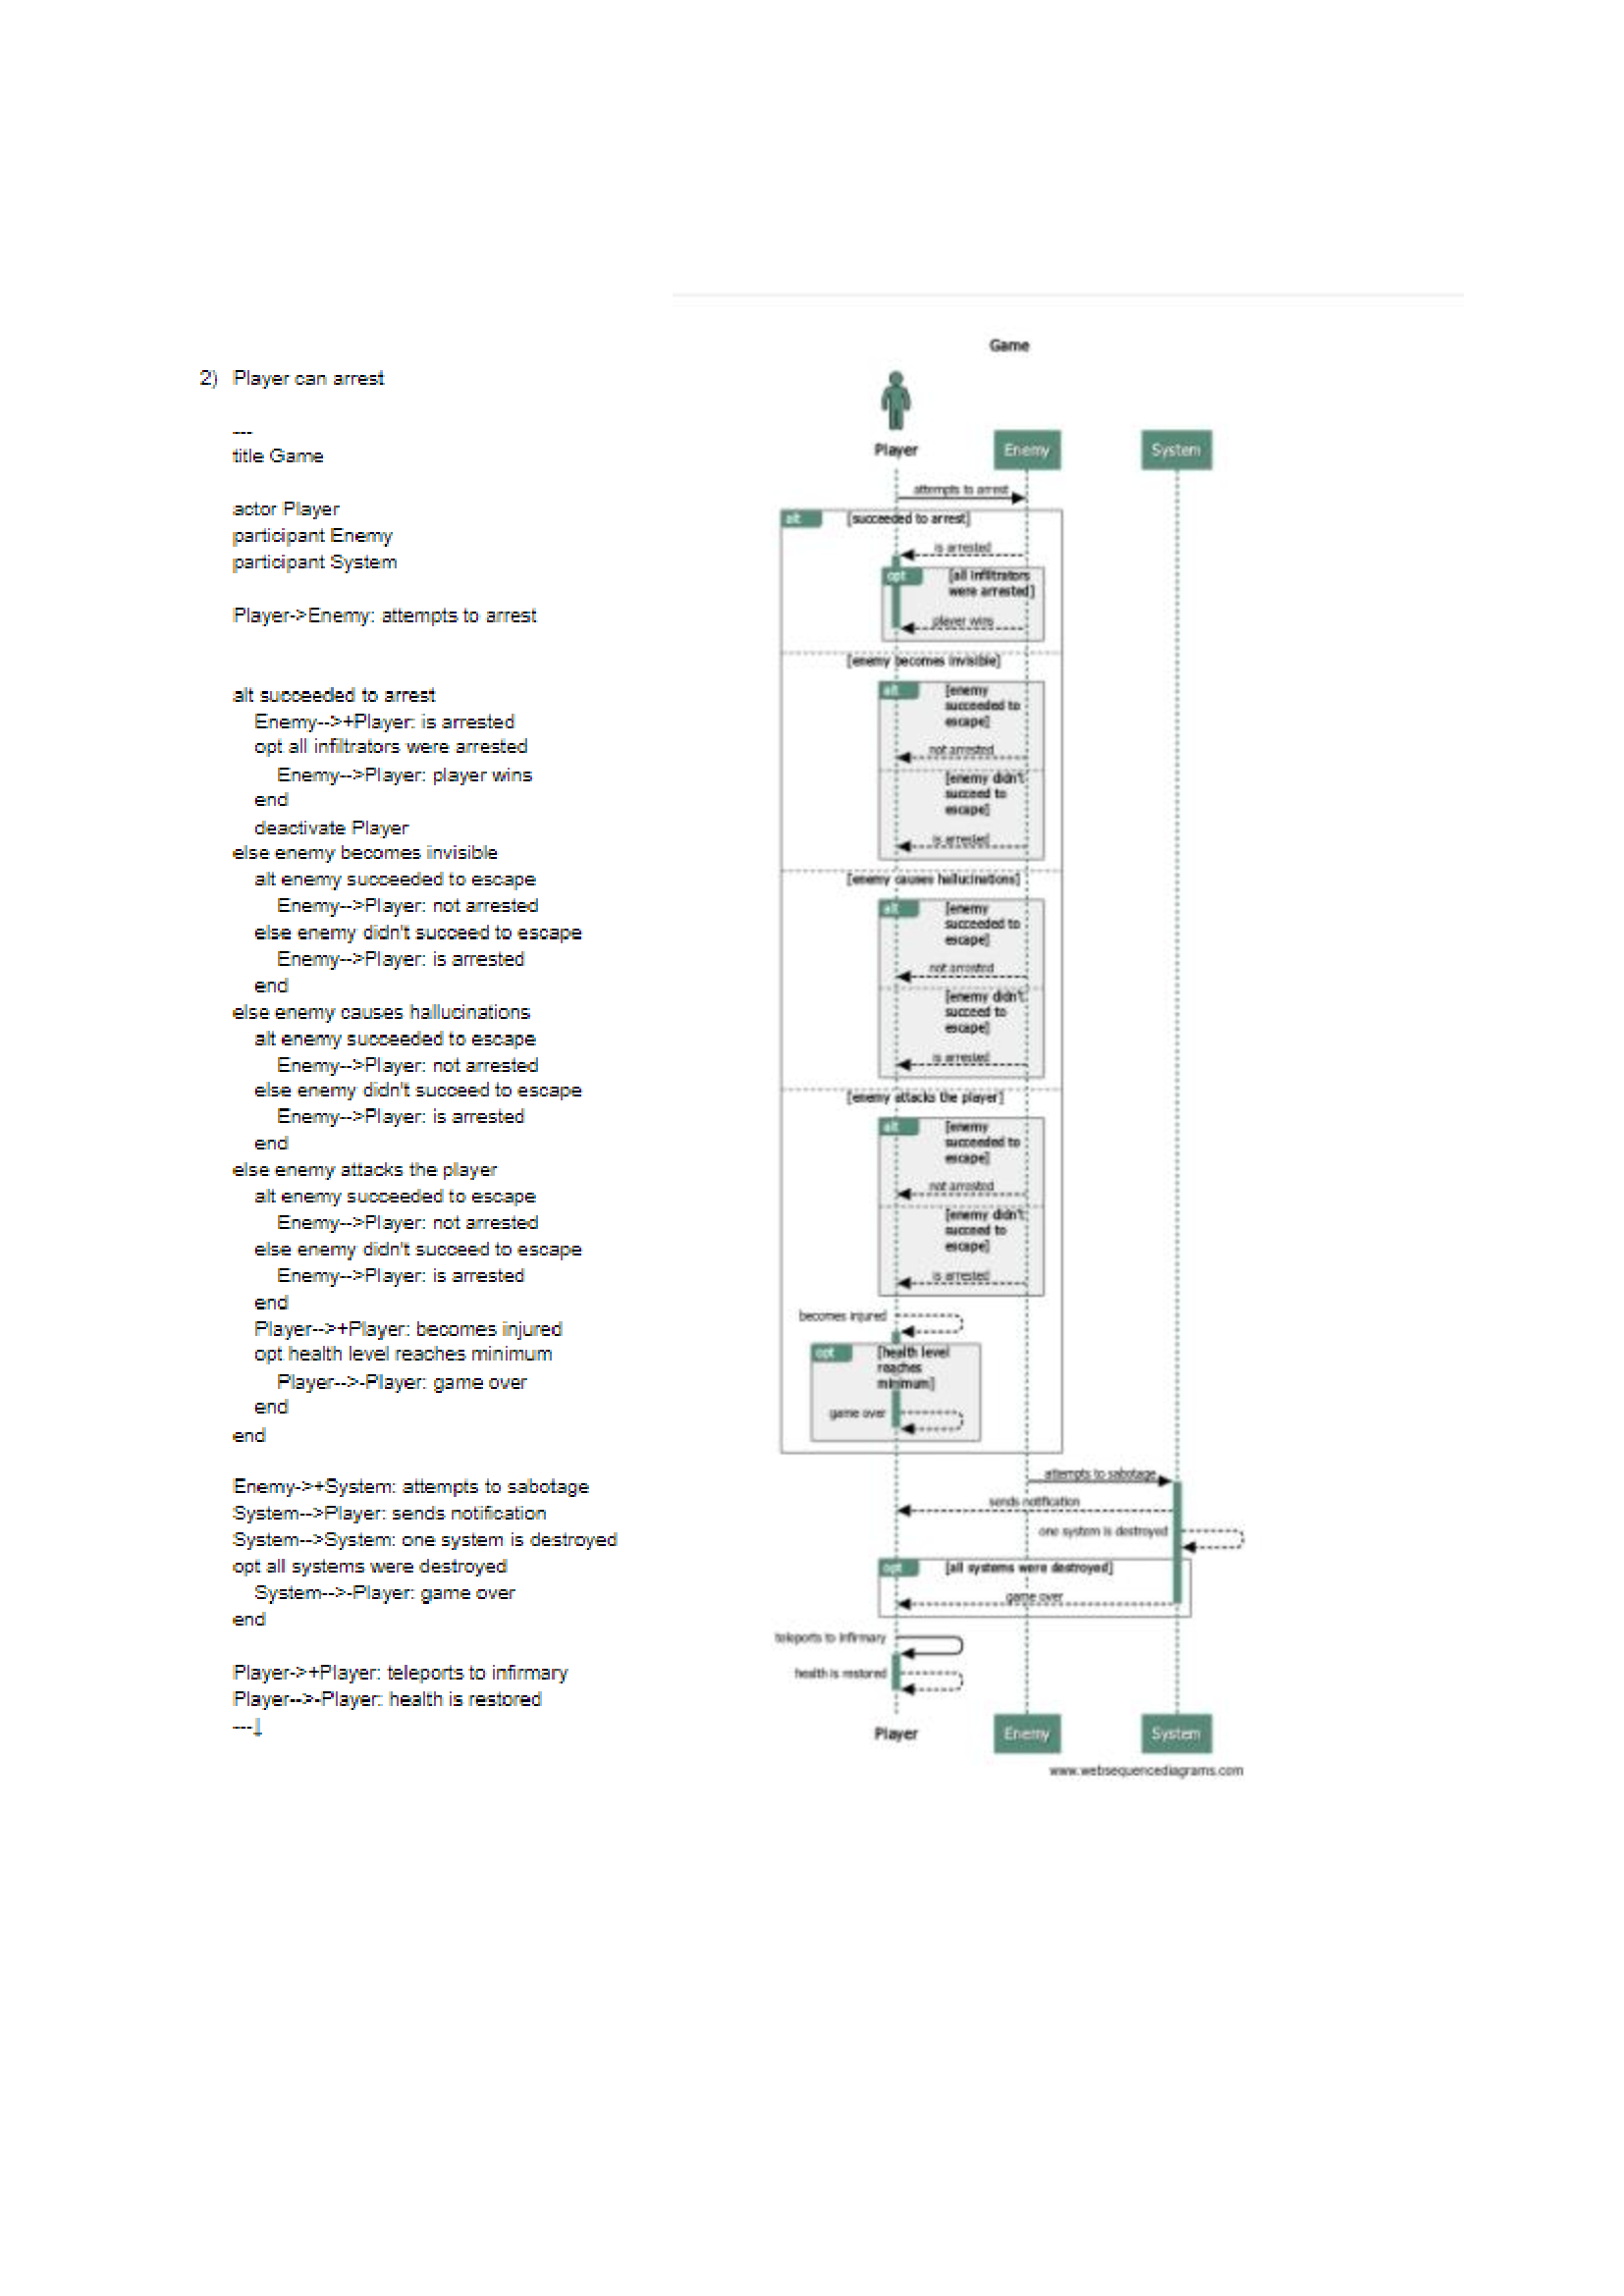 2) Player can arrest
---
title Game
actor Player
participant Enemy
participant System
Player->Enemy: attempts to arrest
alt succeeded to arrest
Enemy-->+Player: is arrested
opt all infiltrators were arrested
Enemy-->Player: player wins
end
deactivate Player
else enemy becomes invisible
alt enemy succeeded to escape
Enemy-->Player: not arrested
else enemy didn't succeed to escape
Enemy-->Player: is arrested
end
else enemy causes hallucinations
alt enemy succeeded to escape
Enemy-->Player: not arrested
else enemy didn't succeed to escape
Enemy-->Player: is arrested
end
else enemy attacks the player
alt enemy succeeded to escape
Enemy-->Player: not arrested
else enemy didn't succeed to escape
Enemy-->Player: is arrested
end
Player-->+Player: becomes injured
opt health level reaches minimum
Player-->-Player: game over
end
end
Enemy->+System: attempts to sabotage
System-->Player: sends notification
System-->System: one system is destroyed
opt all systems were destroyed
System-->-Player: game over
end
Player->+Player: teleports to infirmary
Player-->-Player: health is restored
---
Game
Player
Enemy
System
attempts to arrest
alt
[succeeded to arrest]
is arrested
opt
[all infiltrators
were arrested]
player wins
[enemy becomes invisible]
alt
[enemy
succeeded to
escape]
not arrested
[enemy didn't
succeed to
escape]
is arrested
[enemy causes hallucinations]
alt
[enemy
succeeded to
escape]
not arrested
[enemy didn't
succeed to
escape]
is arrested
[enemy attacks the player]
alt
[enemy
succeeded to
escape]
not arrested
[enemy didn't
succeed to
escape]
is arrested
becomes injured
opt
[health level
reaches
minimum]
game over
attempts to sabotage
sends notification
one system is destroyed
opt
[all systems were destroyed]
game over
teleports to infirmary
health is restored
Player
Enemy
System
www.websequencediagrams.com